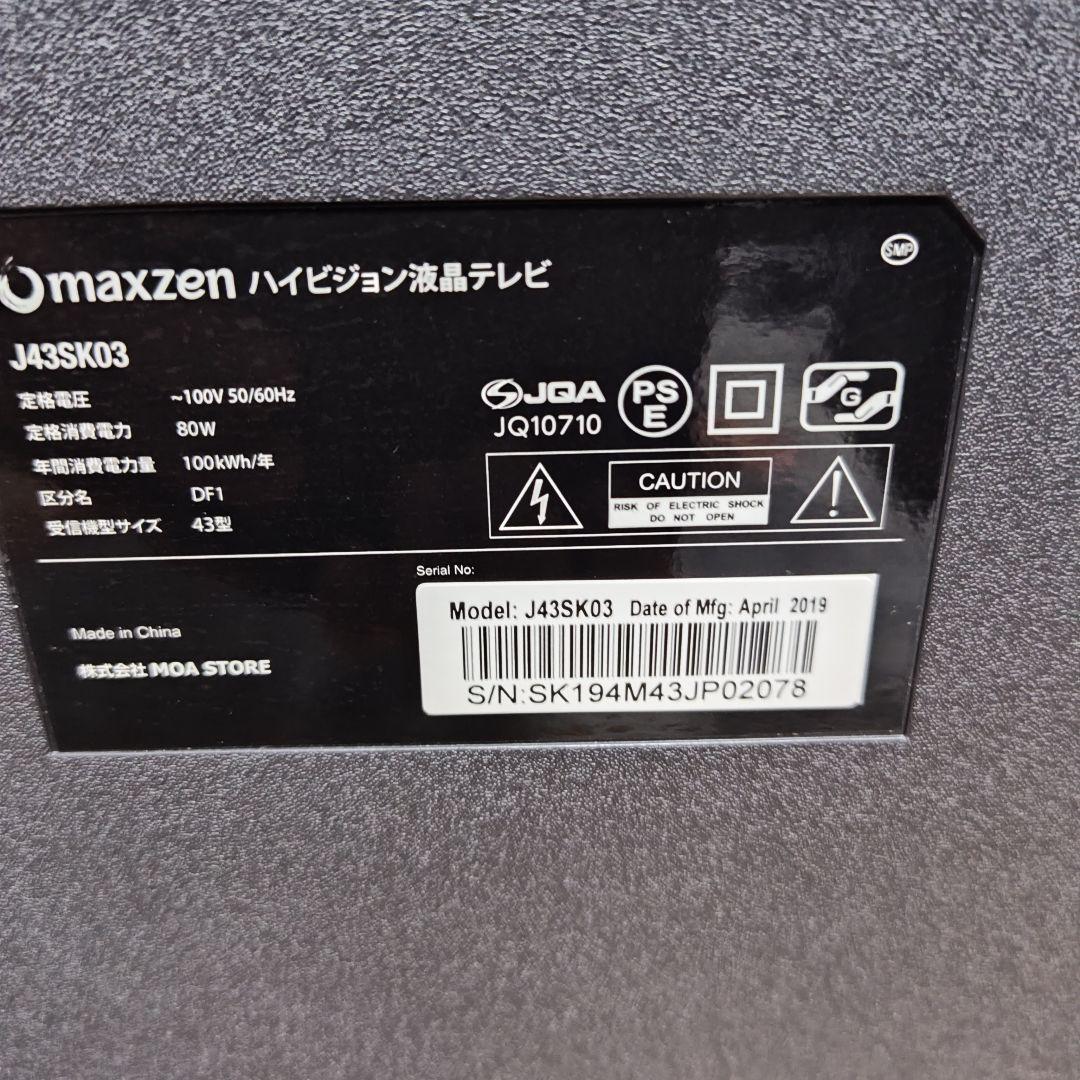 SMP
maxzen ハイビジョン液晶テレビ
J43SK03
定格電圧 ~100V 50/60Hz
定格消費電力 80W
年間消費電力量 100kWh/年
区分名 DF1
受信機型サイズ 43型
JQA
JQ10710
PS
E
G
CAUTION
RISK OF ELECTRIC SHOCK
DO NOT OPEN
Serial No:
Model: J43SK03 Date of Mfg: April 2019
S/N:SK194M43JP02078
Made in China
株式会社 MOA STORE